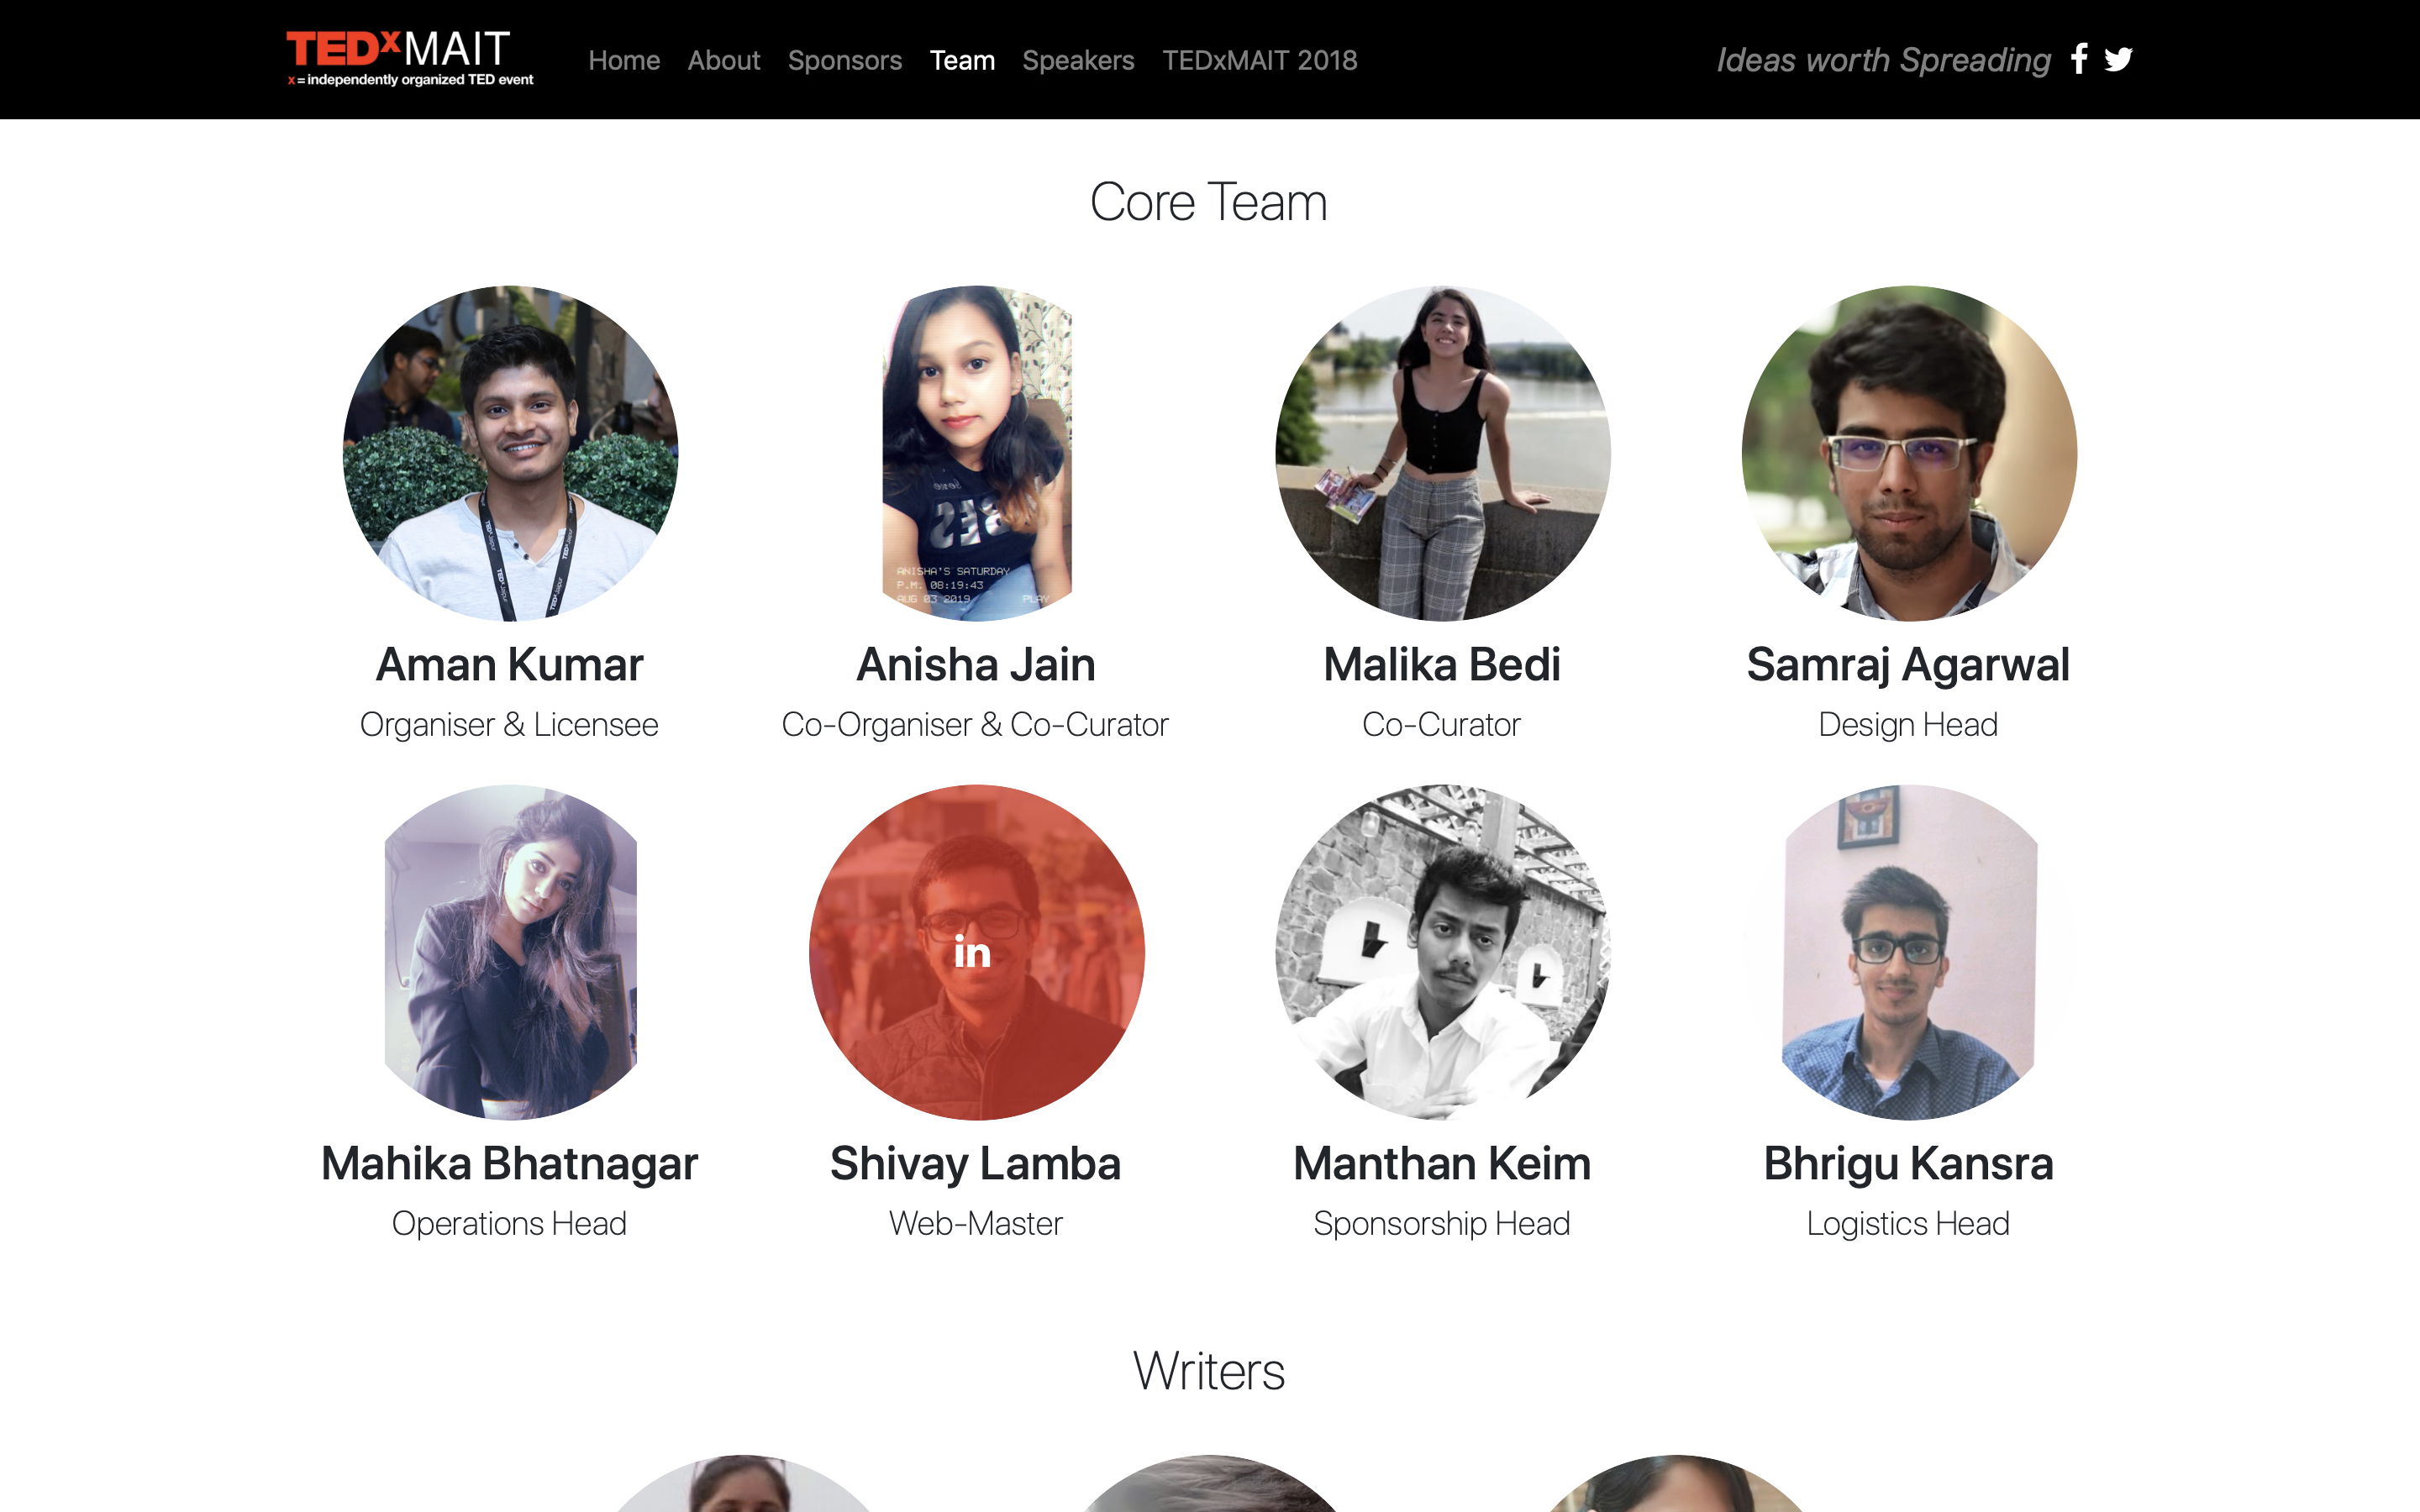 TEDxMAIT
x = independently organized TED event
Home About Sponsors Team Speakers TEDxMAIT 2018
Ideas worth Spreading
Core Team
ANISHA'S SATURDAY
P.M. 08:19:43
AUG 03 2019 PLAY
Aman Kumar Anisha Jain Malika Bedi Samraj Agarwal
Organiser & Licensee Co-Organiser & Co-Curator Co-Curator Design Head
in
Mahika Bhatnagar Shivay Lamba Manthan Keim Bhrigu Kansra
Operations Head Web-Master Sponsorship Head Logistics Head
Writers